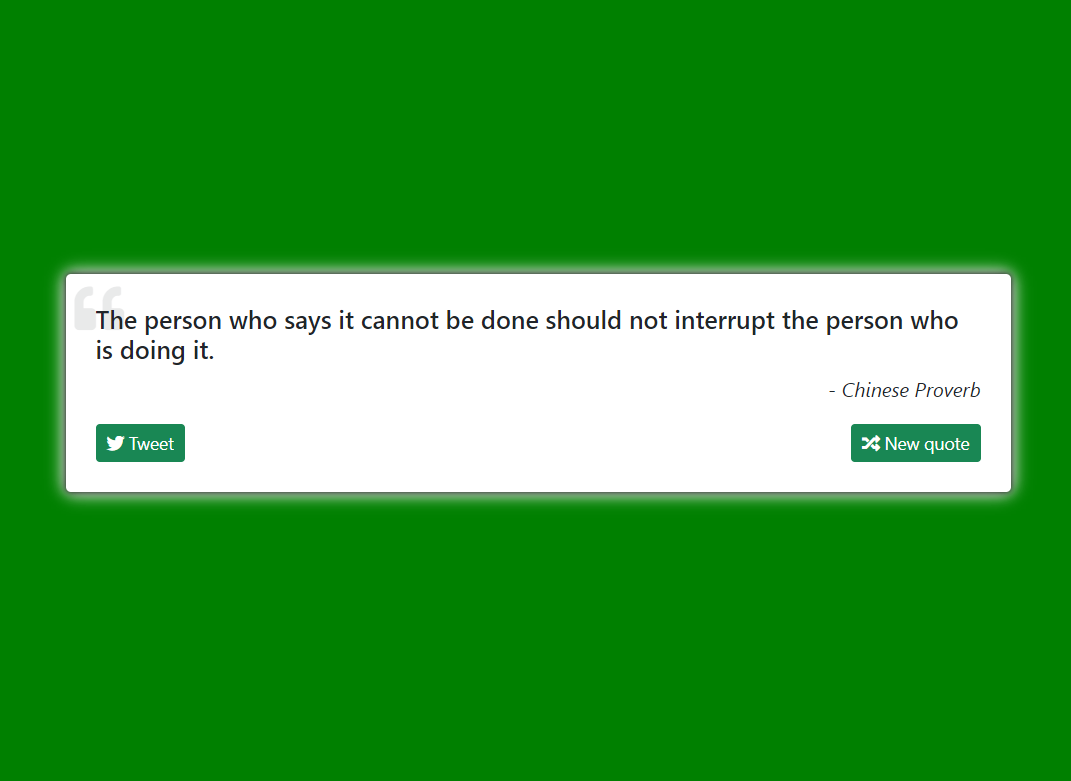 The person who says it cannot be done should not interrupt the person who
is doing it.
- Chinese Proverb
Tweet
New quote